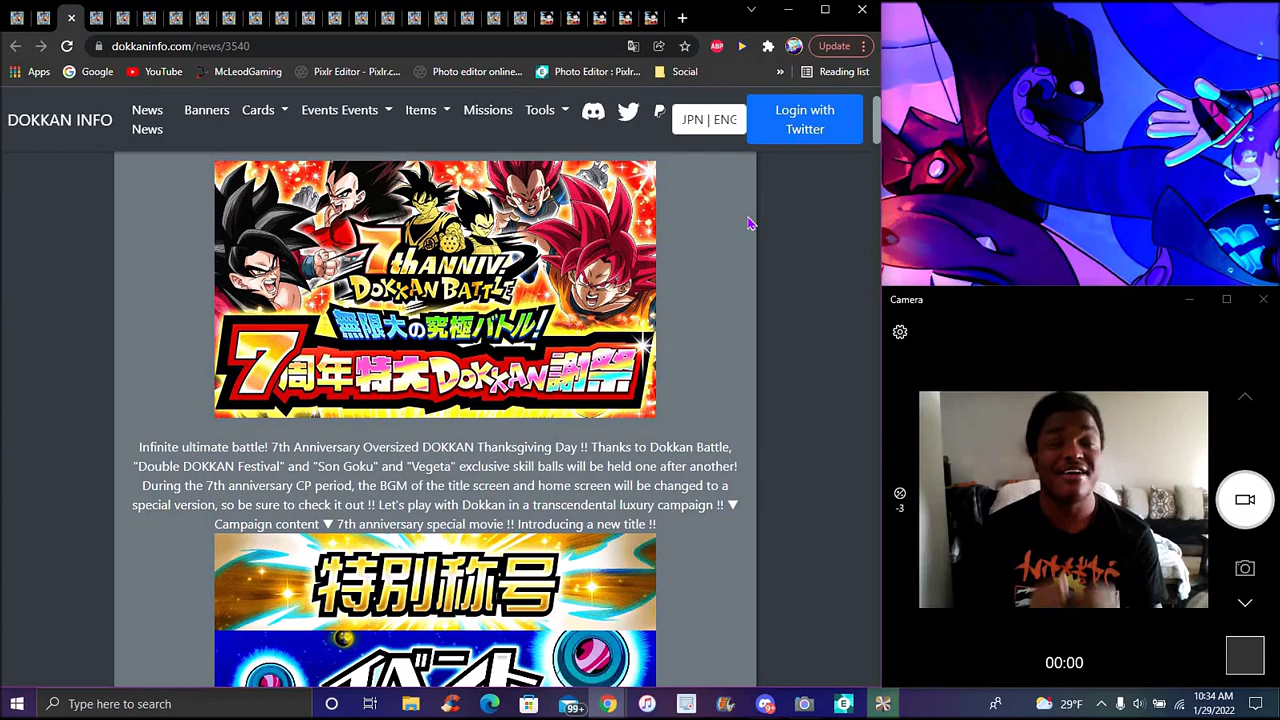 dokkaninfo.com/news/3540
ABP
Update
Apps
Google
YouTube
McLeodGaming
Pixlr Editor - Pixlr.c...
Photo editor online...
Photo Editor : Pixlr...
Social
»
Reading list
DOKKAN INFO
News
News
Banners
Cards
Events Events
Items
Missions
Tools
JPN | ENG
Login with
Twitter
7thANNIV!
DOKKAN BATTLE
無限大の究極バトル!
7周年特大DOKKAN謝祭
Infinite ultimate battle! 7th Anniversary Oversized DOKKAN Thanksgiving Day !! Thanks to Dokkan Battle,
"Double DOKKAN Festival" and "Son Goku" and "Vegeta" exclusive skill balls will be held one after another!
During the 7th anniversary CP period, the BGM of the title screen and home screen will be changed to a
special version, so be sure to check it out !! Let's play with Dokkan in a transcendental luxury campaign !! ▼
Campaign content ▼ 7th anniversary special movie !! Introducing a new title !!
特別称号
イベント
Camera
-3
00:00
Type here to search
99+
29°F
10:34 AM
1/29/2022